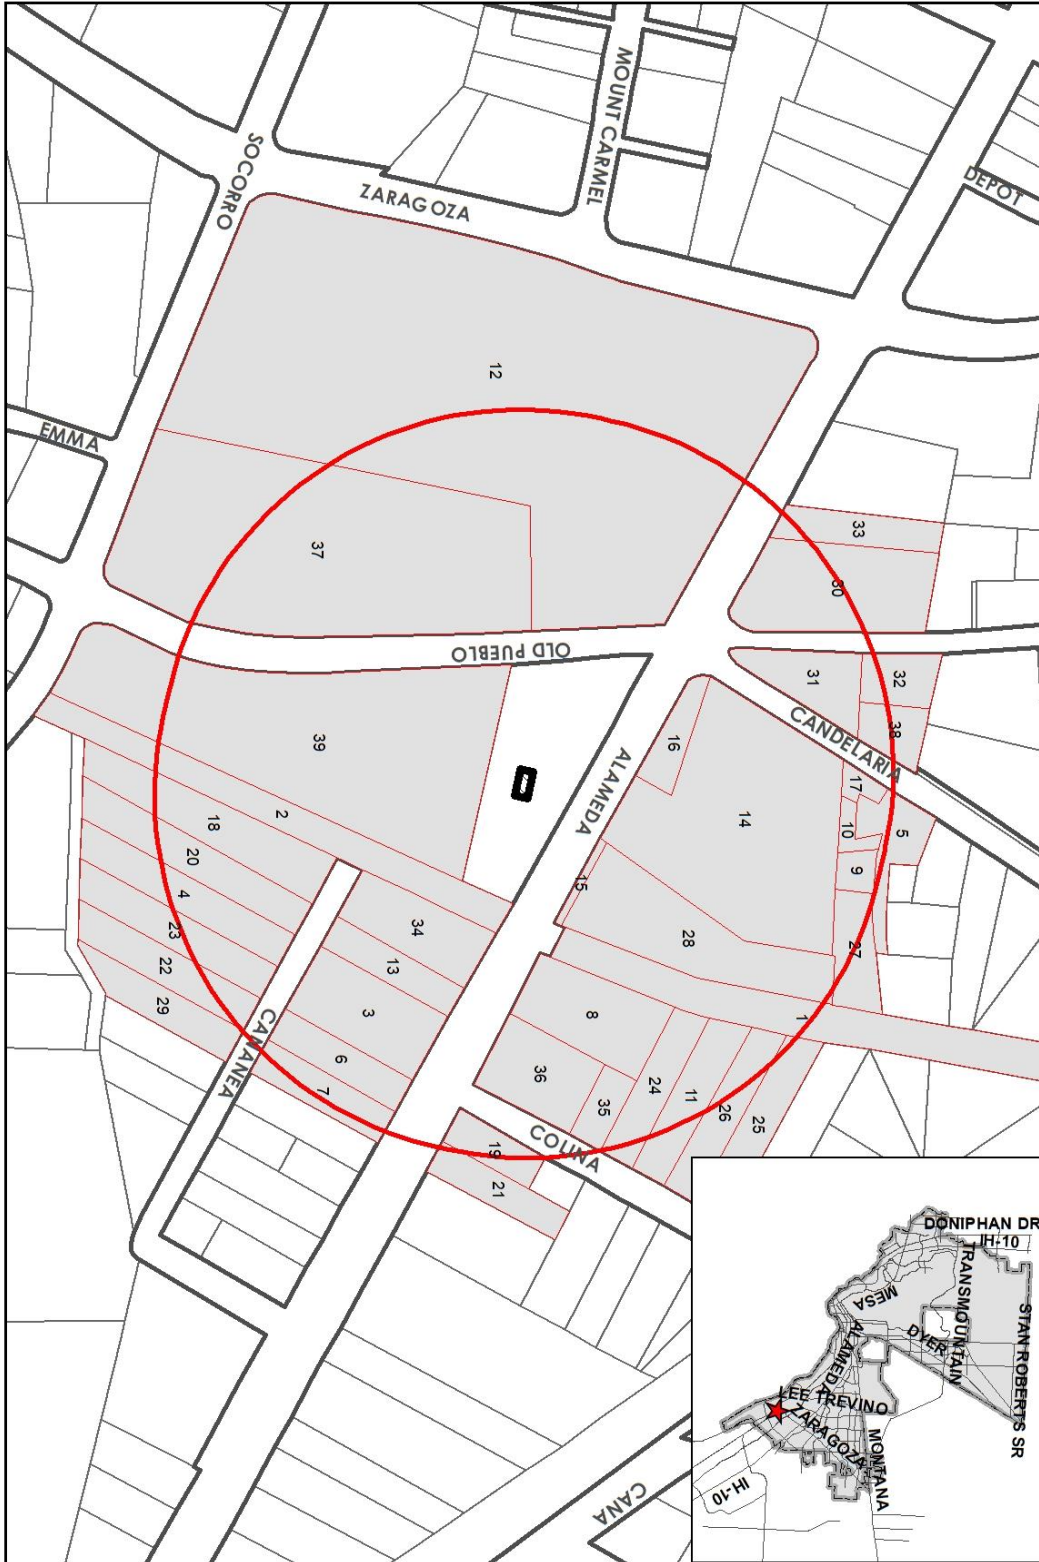 MOUNT CARMEL
SOCORRO
ZARAGOZA
DEPOT
12
EMMA
33
37
30
OLD PUEBLO
31
32
38
CANDELARIA
39
16
ALAMEDA
14
17
10
5
9
2
18
20
4
23
22
29
15
28
27
34
13
3
6
7
CANANEA
8
1
36
35
24
11
26
25
COLINA
19
21
CANA
DONIPHAN DR
IH-10
TRANSMOUNTAIN
MESA
STAN ROBERTS SR
DYER
ALAMEDA
LEE TREVINO
ZARAGOZA
MONTANA
IH-10